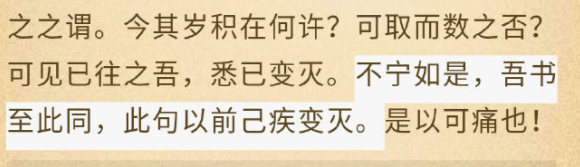 之之谓。今其岁积在何许？可取而数之否？
可见已往之吾，悉已变灭。不宁如是，吾书
至此同，此句以前己疾变灭。是以可痛也！